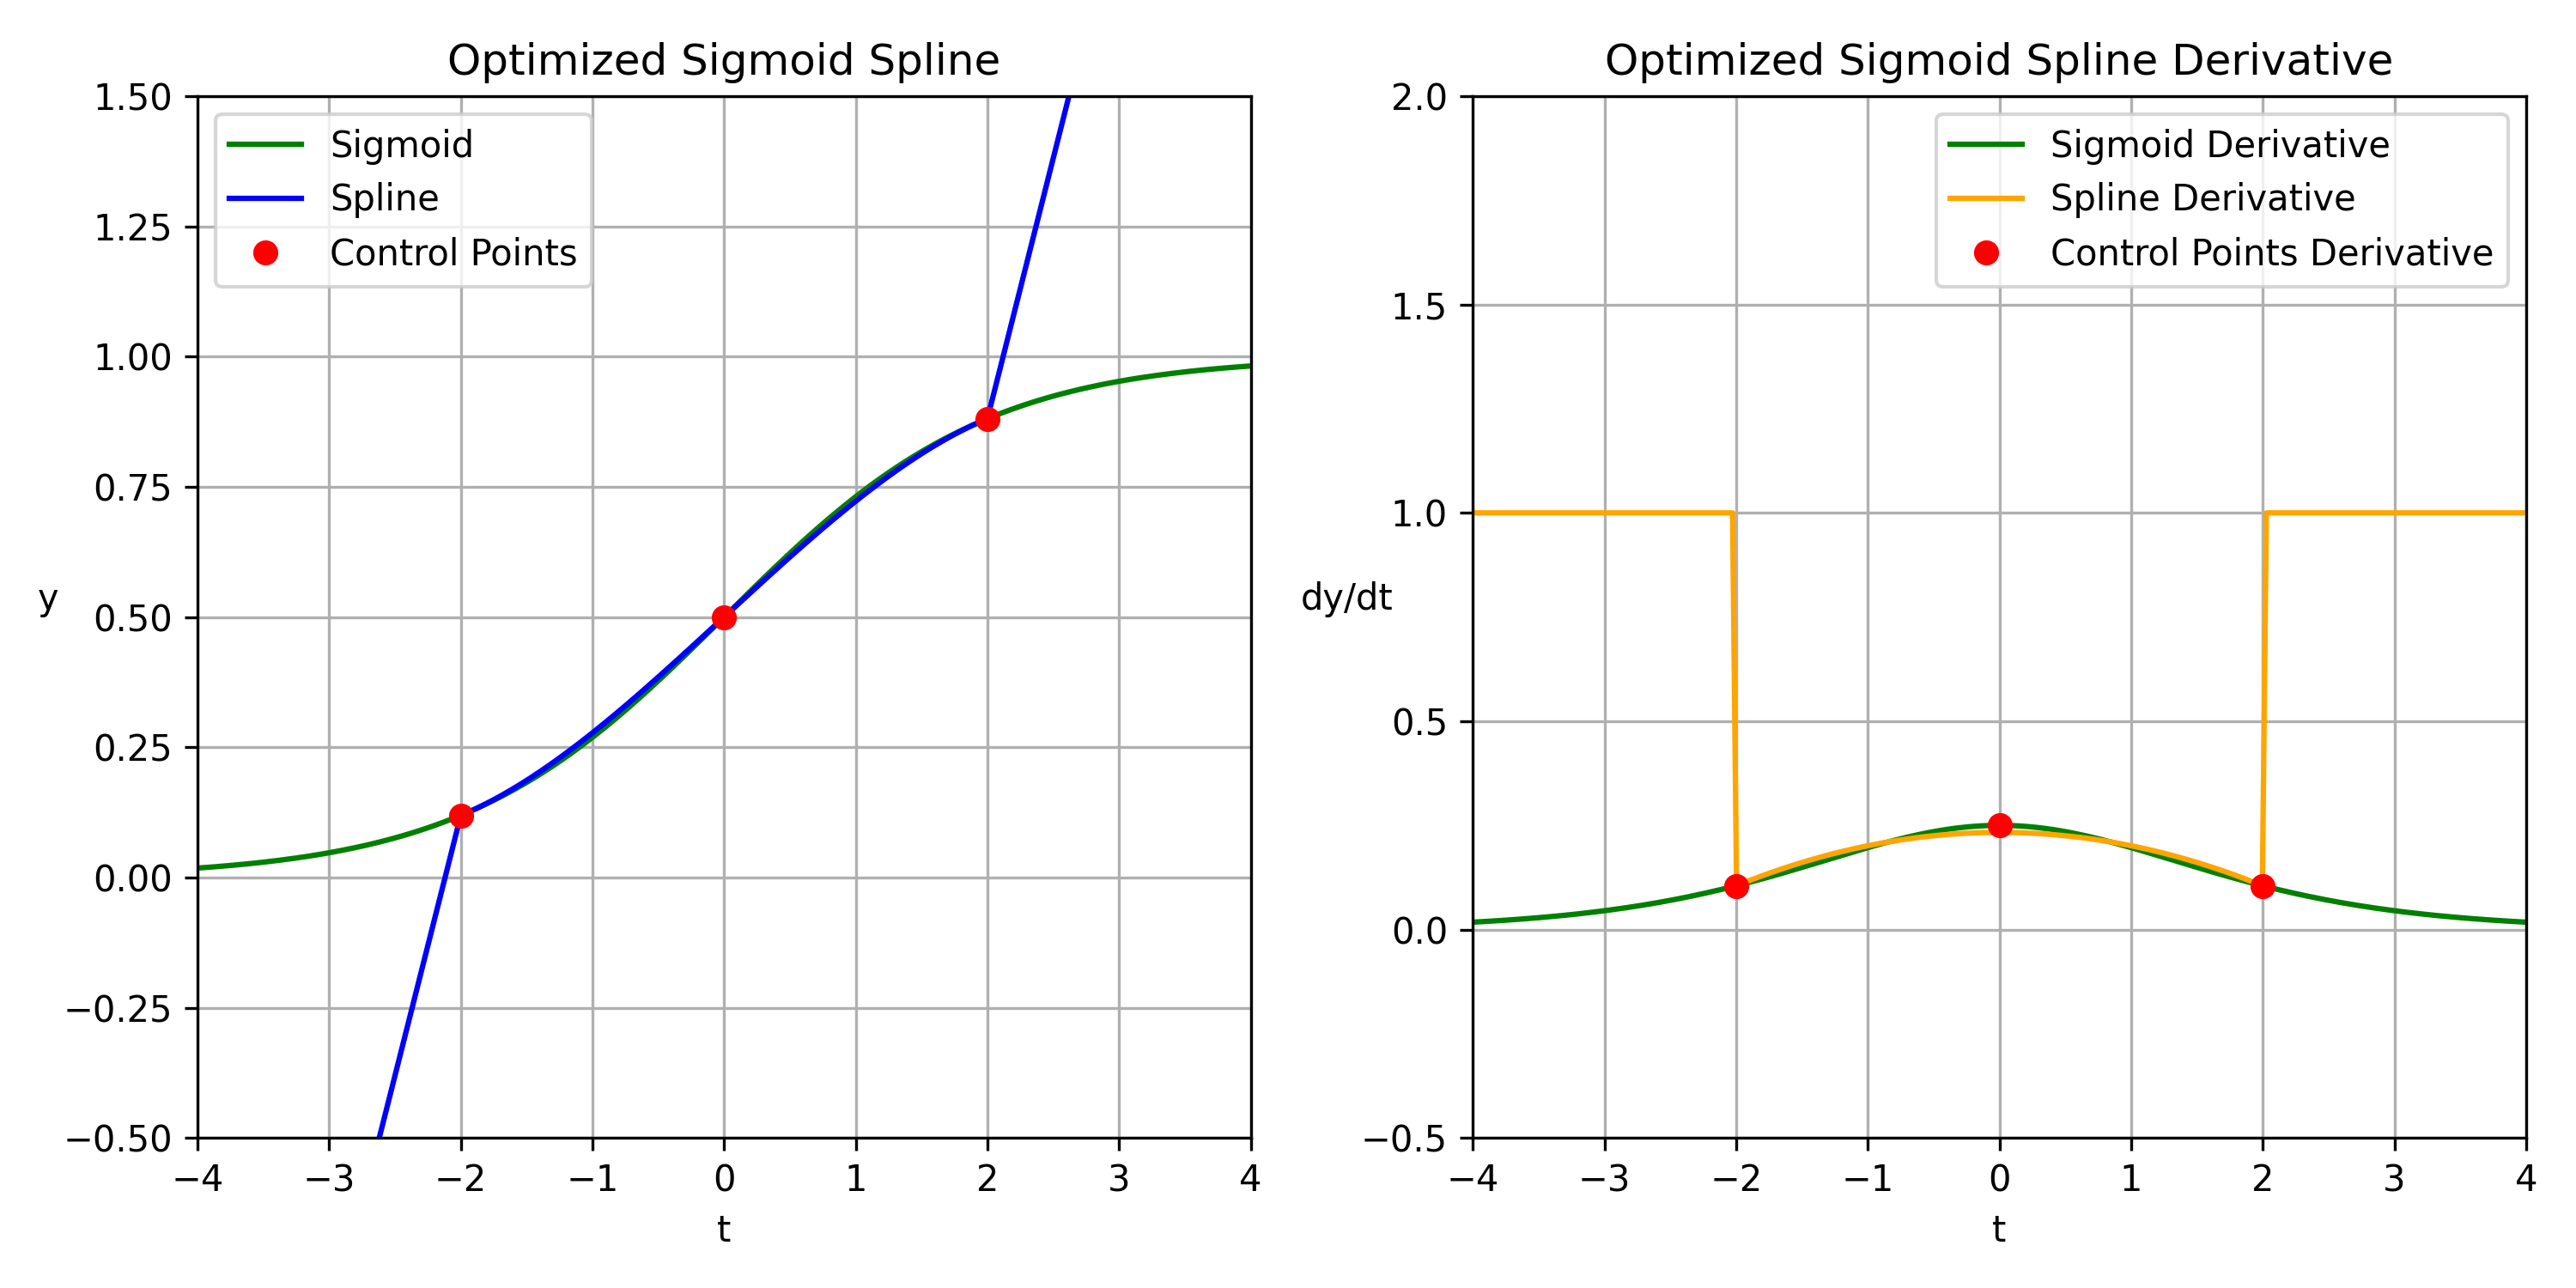 Optimized Sigmoid Spline
Sigmoid
Spline
Control Points
1.50
1.25
1.00
0.75
0.50
0.25
0.00
−0.25
−0.50
y
−4 −3 −2 −1 0 1 2 3 4
t
Optimized Sigmoid Spline Derivative
Sigmoid Derivative
Spline Derivative
Control Points Derivative
2.0
1.5
1.0
0.5
0.0
−0.5
dy/dt
−4 −3 −2 −1 0 1 2 3 4
t